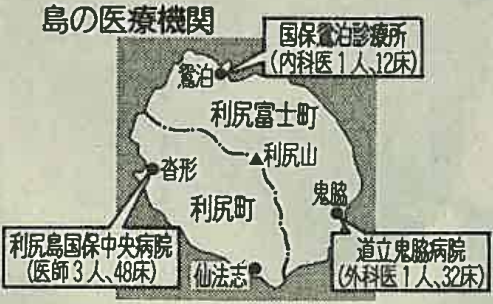 島の医療機関
国保鴛泊診療所
(内科医1人、12床)
鴛泊
利尻富士町
▲利尻山
沓形
鬼脇
利尻町
利尻島国保中央病院
(医師3人、48床)
道立鬼脇病院
(外科医1人、32床)
仙法志